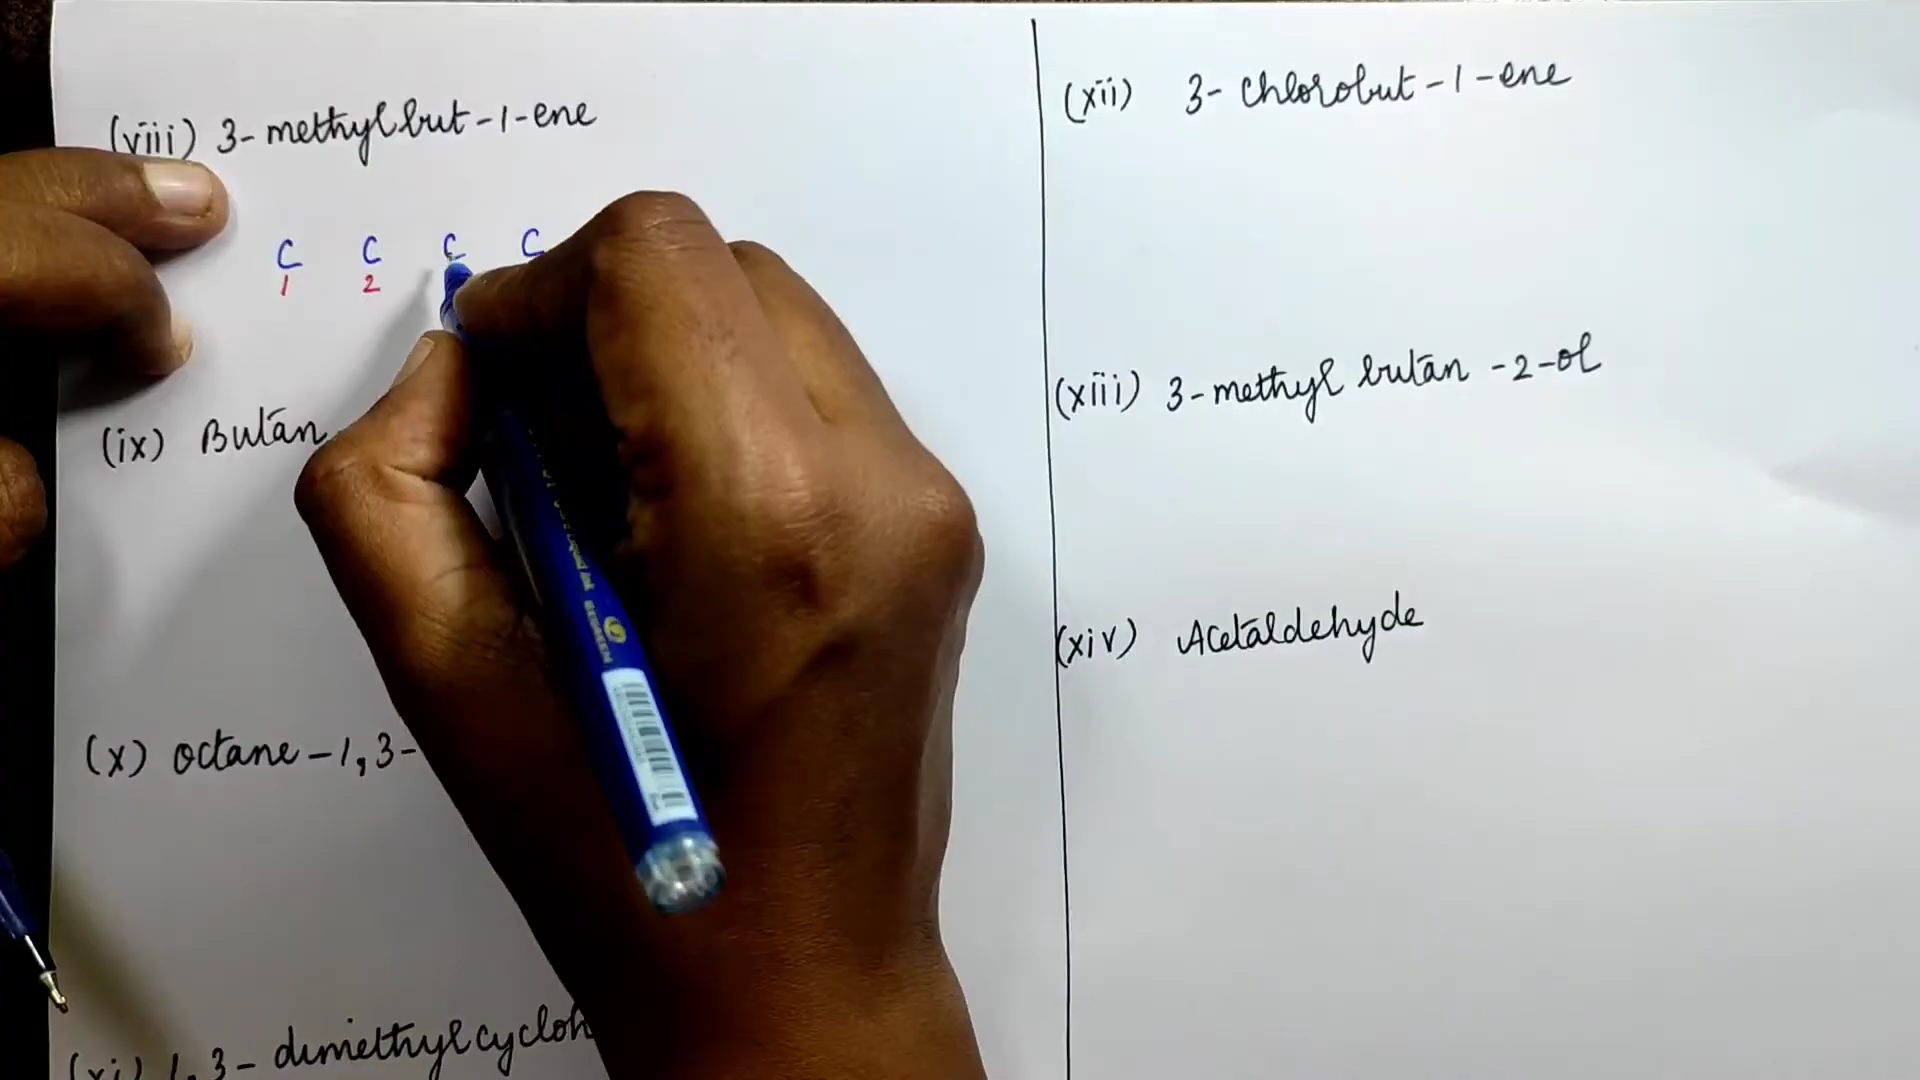 (viii) 3-methylbut-1-ene
C C C C
1 2
(ix) Butan
(x) octane-1,3-
(xi) 1,3-dimethylcycloh
(xii) 3-chlorobut-1-ene
(xiii) 3-methyl butan-2-ol
(xiv) Acetaldehyde